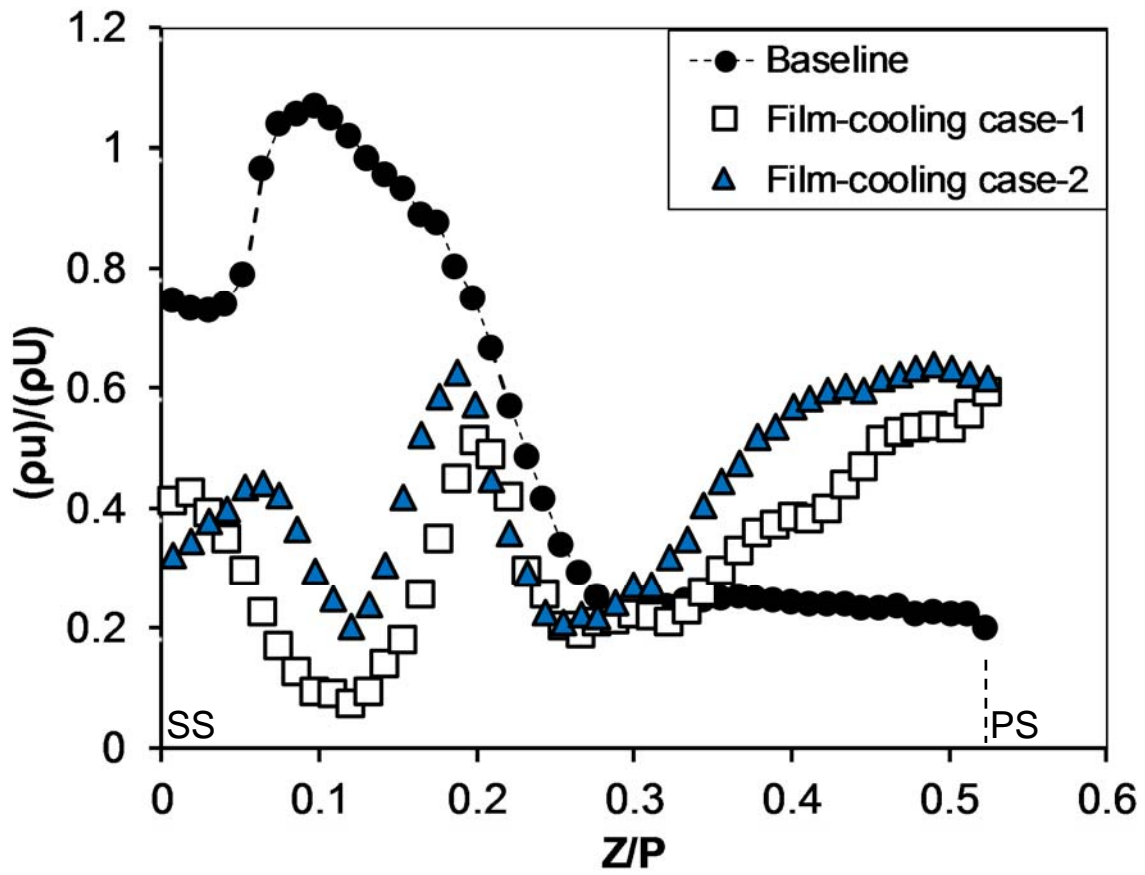 1.2
1
0.8
0.6
0.4
0.2
0
(ρu)/(ρU)
Baseline
Film-cooling case-1
Film-cooling case-2
SS
PS
0 0.1 0.2 0.3 0.4 0.5 0.6
Z/P